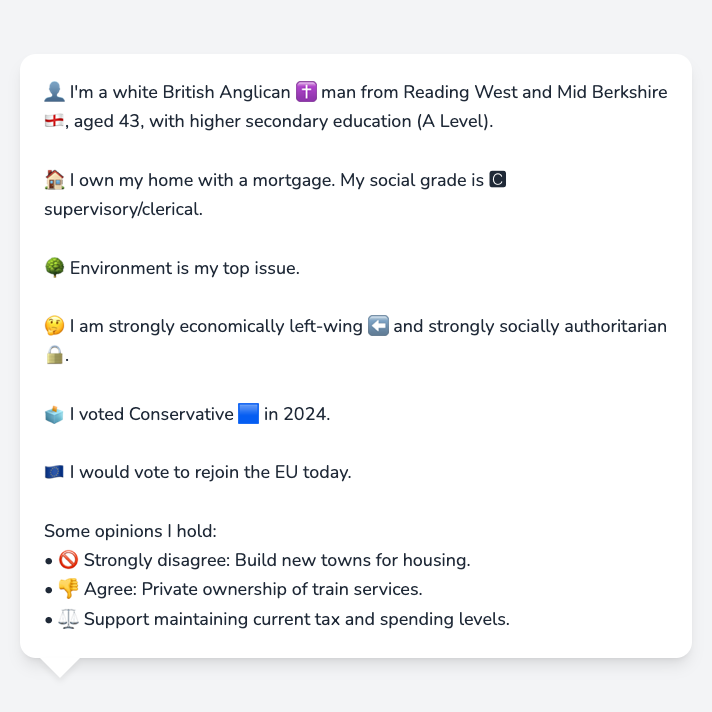 👤 I'm a white British Anglican ✝️ man from Reading West and Mid Berkshire
🏴󠁧󠁢󠁥󠁮󠁧󠁿, aged 43, with higher secondary education (A Level).
🏠 I own my home with a mortgage. My social grade is 🅲
supervisory/clerical.
🌳 Environment is my top issue.
🤔 I am strongly economically left-wing ⬅️ and strongly socially authoritarian
🔒.
🗳️ I voted Conservative 🟦 in 2024.
🇪🇺 I would vote to rejoin the EU today.
Some opinions I hold:
• 🚫 Strongly disagree: Build new towns for housing.
• 👎 Agree: Private ownership of train services.
• ⚖️ Support maintaining current tax and spending levels.